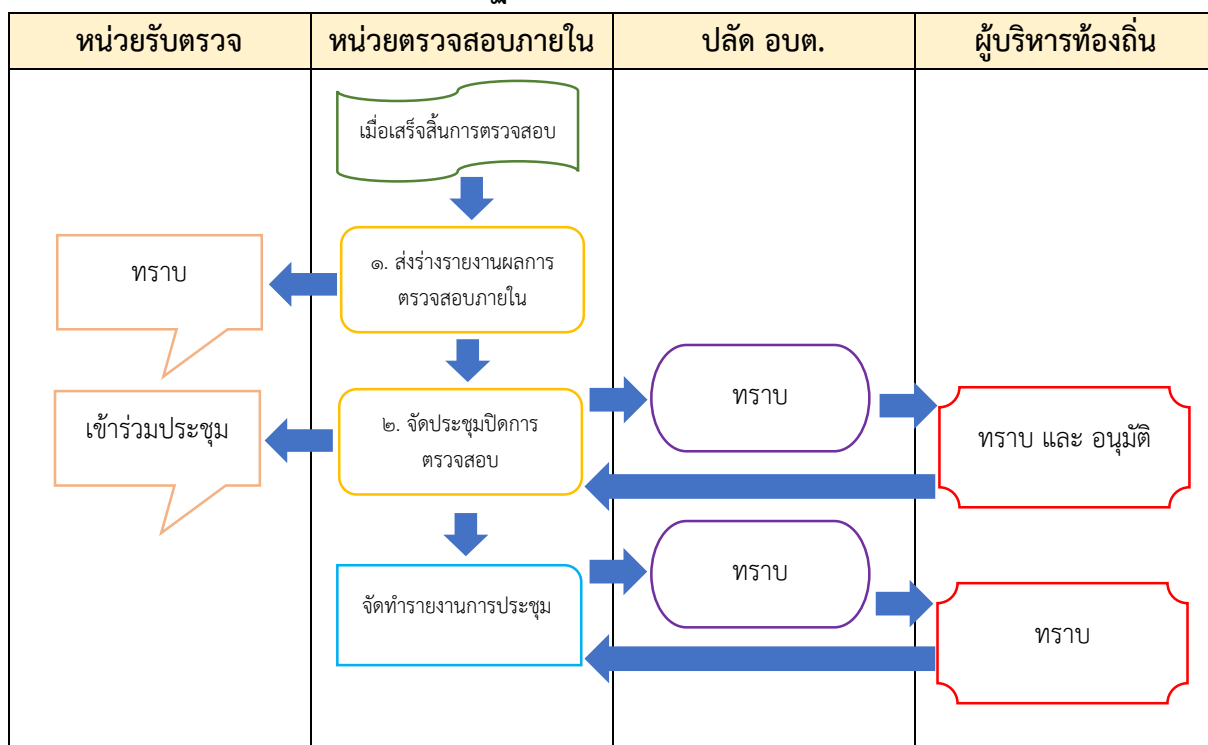 หน่วยรับตรวจ
หน่วยตรวจสอบภายใน
ปลัด อบต.
ผู้บริหารท้องถิ่น
เมื่อเสร็จสิ้นการตรวจสอบ
ทราบ
๑. ส่งร่างรายงานผลการ
ตรวจสอบภายใน
เข้าร่วมประชุม
๒. จัดประชุมปิดการ
ตรวจสอบ
ทราบ
ทราบ และ อนุมัติ
จัดทำรายงานการประชุม
ทราบ
ทราบ